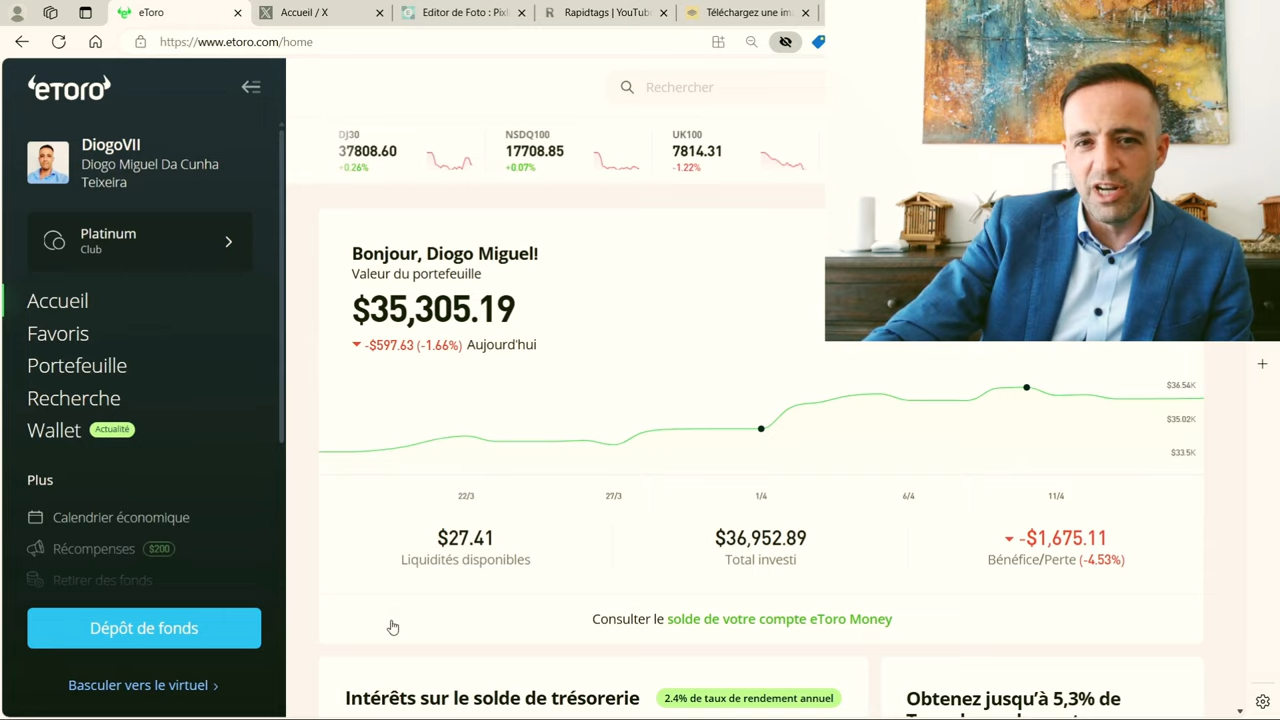 eToro
Accueil / X
Editor de Foto : Pixl
Rapidtags | YouTub
Téléchargez une im
https://www.etoro.com/home
eToro
Rechercher
DiogoVII
Diogo Miguel Da Cunha
Teixeira
Platinum
Club
Accueil
Favoris
Portefeuille
Recherche
Wallet Actualité
Plus
Calendrier économique
Récompenses $200
Retirer des fonds
Dépôt de fonds
Basculer vers le virtuel >
DJ30
37808.60
+0.26%
NSDQ100
17708.85
+0.07%
UK100
7814.31
-1.22%
Bonjour, Diogo Miguel!
Valeur du portefeuille
$35,305.19
-$597.63 (-1.66%) Aujourd'hui
$36.54K
$35.02K
$33.5K
22/3 27/3 1/4 6/4 11/4
$27.41
Liquidités disponibles
$36,952.89
Total investi
-$1,675.11
Bénéfice/Perte (-4.53%)
Consulter le solde de votre compte eToro Money
Intérêts sur le solde de trésorerie 2.4% de taux de rendement annuel
Obtenez jusqu'à 5,3% de